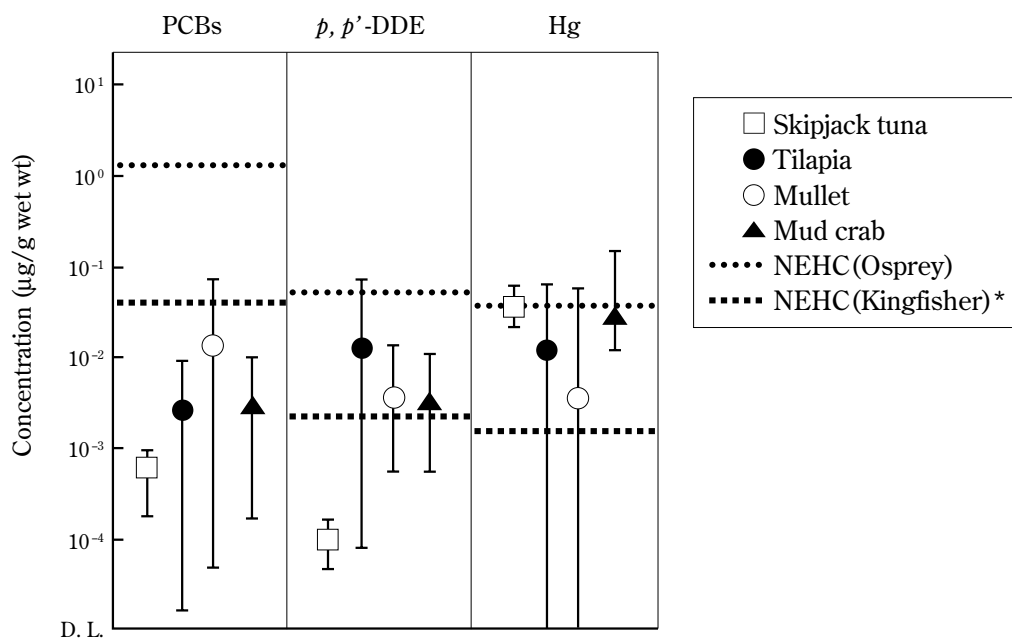 PCBs
p, p’-DDE
Hg
Concentration (μg/g wet wt)
10¹
10⁰
10⁻¹
10⁻²
10⁻³
10⁻⁴
D. L.
Skipjack tuna
Tilapia
Mullet
Mud crab
NEHC (Osprey)
NEHC (Kingfisher) *